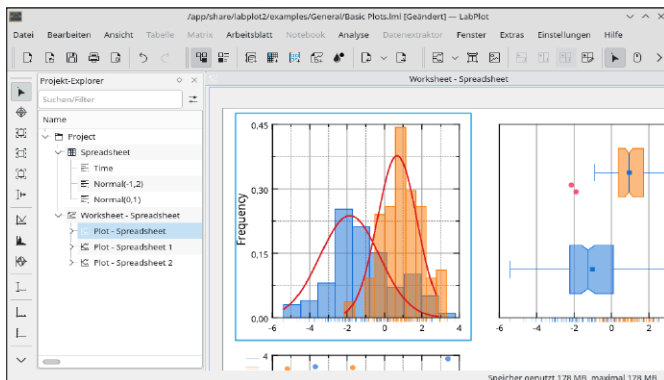 /app/share/labplot2/examples/General/Basic Plots.lml [Geändert] — LabPlot
Datei Bearbeiten Ansicht Tabelle Matrix Arbeitsblatt Notebook Analyse Datenextraktor Fenster Extras Einstellungen Hilfe
Projekt-Explorer
Worksheet - Spreadsheet
Suchen/Filter
Name
Project
Spreadsheet
Time
Normal(-1,2)
Normal(0,1)
Worksheet - Spreadsheet
Plot - Spreadsheet
Plot - Spreadsheet 1
Plot - Spreadsheet 2
Frequency
0,45
0,30
0,15
0,00
-6 -4 -2 0 2 4
-6 -4 -2 0 2
4
Speicher genutzt 178 MB, maximal 178 MB